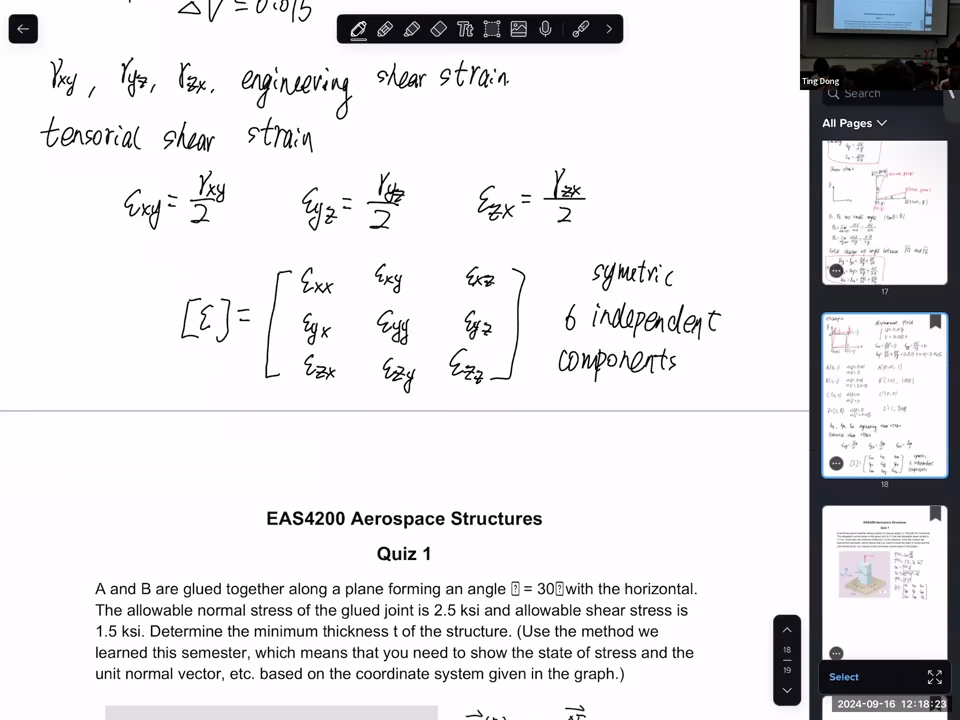 ΔV = 0.015
γxy, γyz, γzx, engineering shear strain
tensorial shear strain
εxy = γxy/2 εyz = γyz/2 εzx = γzx/2
[ε] = [ εxx εxy εxz
εyx εyy εyz
εzx εzy εzz ]
symetric
6 independent
components
EAS4200 Aerospace Structures
Quiz 1
A and B are glued together along a plane forming an angle = 30 with the horizontal.
The allowable normal stress of the glued joint is 2.5 ksi and allowable shear stress is
1.5 ksi. Determine the minimum thickness t of the structure. (Use the method we
learned this semester, which means that you need to show the state of stress and the
unit normal vector, etc. based on the coordinate system given in the graph.)
Ting Dong
Search
All Pages
17
18
18
19
Select
2024-09-16 12:18:23